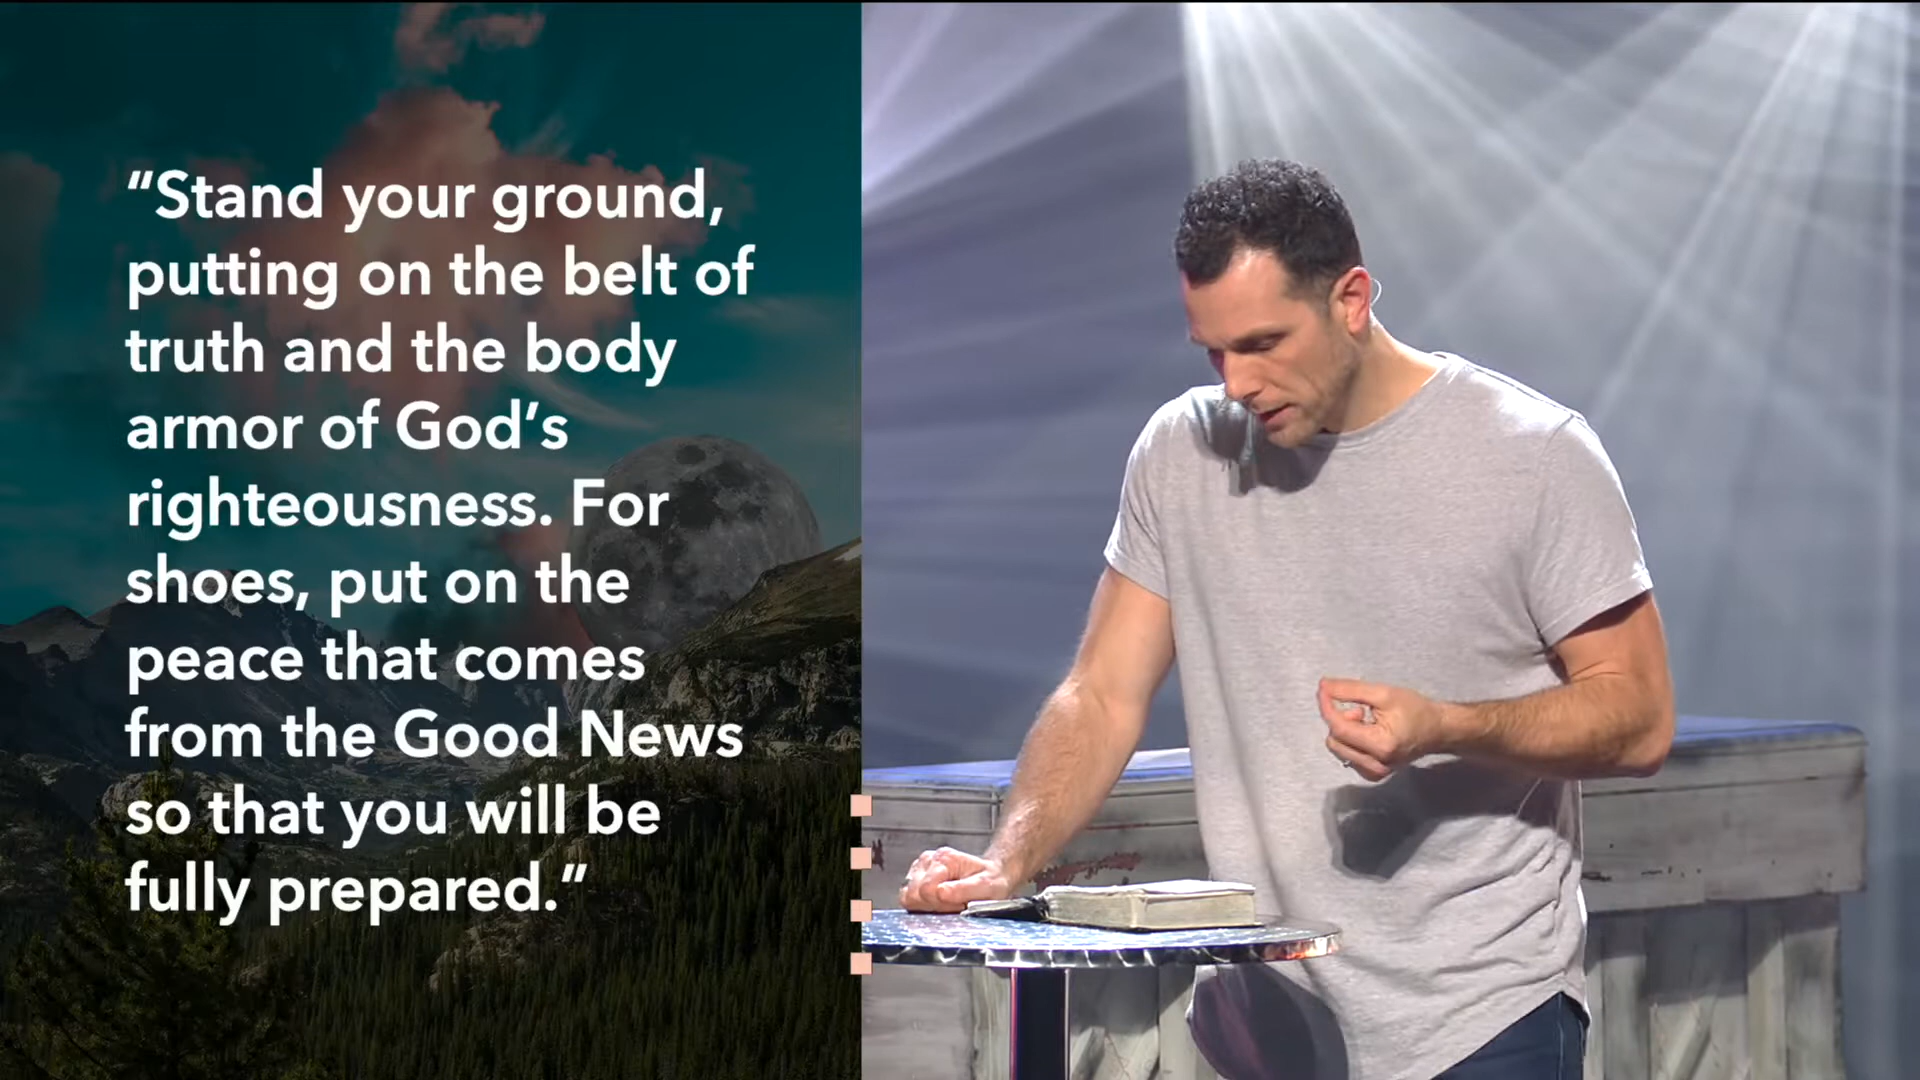 “Stand your ground,
putting on the belt of
truth and the body
armor of God’s
righteousness. For
shoes, put on the
peace that comes
from the Good News
so that you will be
fully prepared.”